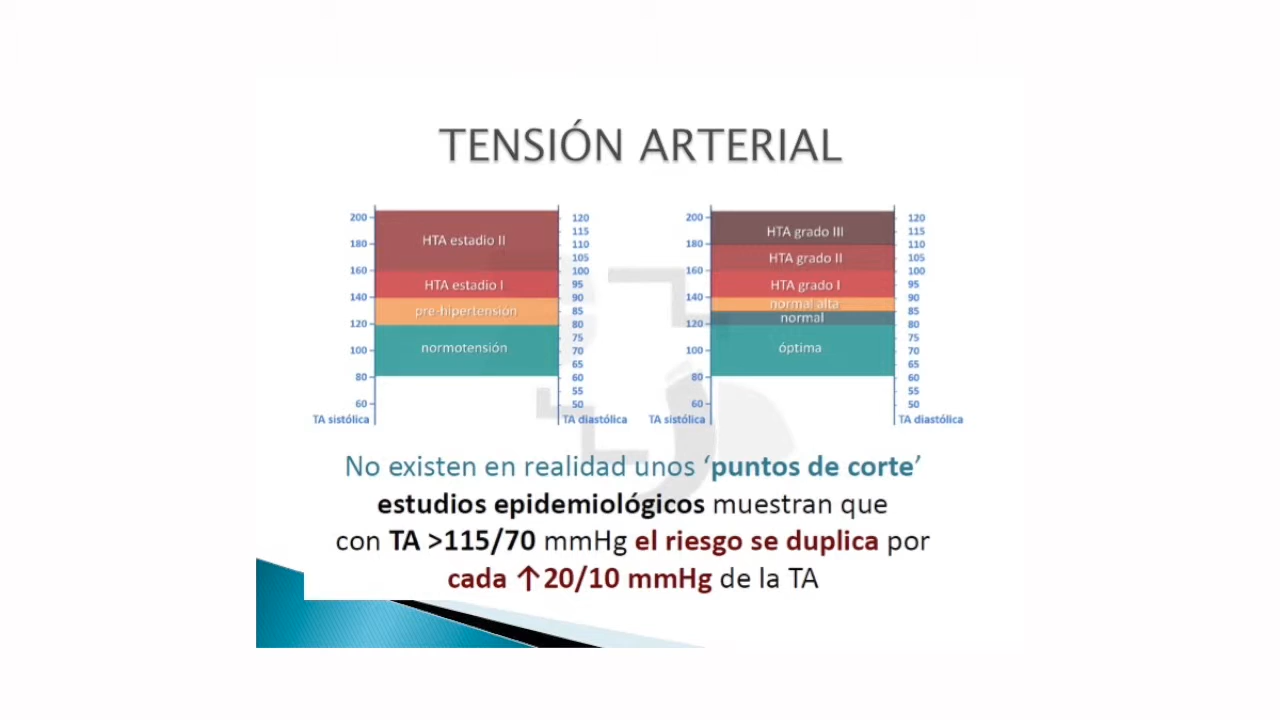 TENSIÓN ARTERIAL
200
180
160
140
120
100
80
60
TA sistólica
HTA estadio II
HTA estadio I
pre-hipertensión
normotensión
120
115
110
105
100
95
90
85
80
75
70
65
60
55
50
TA diastólica
200
180
160
140
120
100
80
60
TA sistólica
HTA grado III
HTA grado II
HTA grado I
normal alta
normal
óptima
120
115
110
105
100
95
90
85
80
75
70
65
60
55
50
TA diastólica
No existen en realidad unos ‘puntos de corte’
estudios epidemiológicos muestran que
con TA >115/70 mmHg el riesgo se duplica por
cada ↑20/10 mmHg de la TA